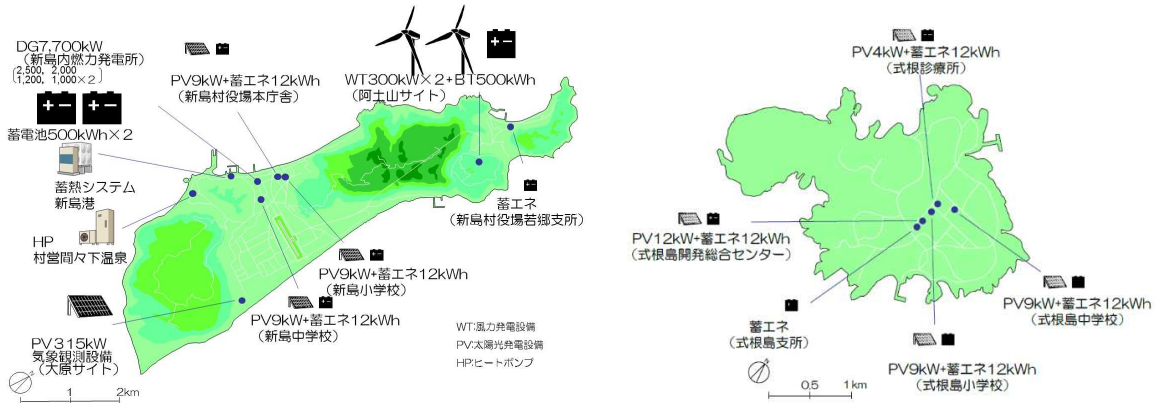 DG7,700kW
（新島内燃力発電所）
2,500, 2,000
1,200, 1,000×2
蓄電池500kWh×2
蓄熱システム
新島港
HP
村営間々下温泉
PV315kW
気象観測設備
（大原サイト）
1 2km
PV9kW+蓄エネ12kWh
（新島村役場本庁舎）
WT300kW×2+BT500kWh
（阿土山サイト）
蓄エネ
（新島村役場若郷支所）
PV9kW+蓄エネ12kWh
（新島小学校）
PV9kW+蓄エネ12kWh
（新島中学校）
WT:風力発電設備
PV:太陽光発電設備
HP:ヒートポンプ
PV4kW+蓄エネ12kWh
（式根診療所）
PV12kW+蓄エネ12kWh
（式根島開発総合センター）
蓄エネ
（式根島支所）
PV9kW+蓄エネ12kWh
（式根島中学校）
PV9kW+蓄エネ12kWh
（式根島小学校）
0.5 1km